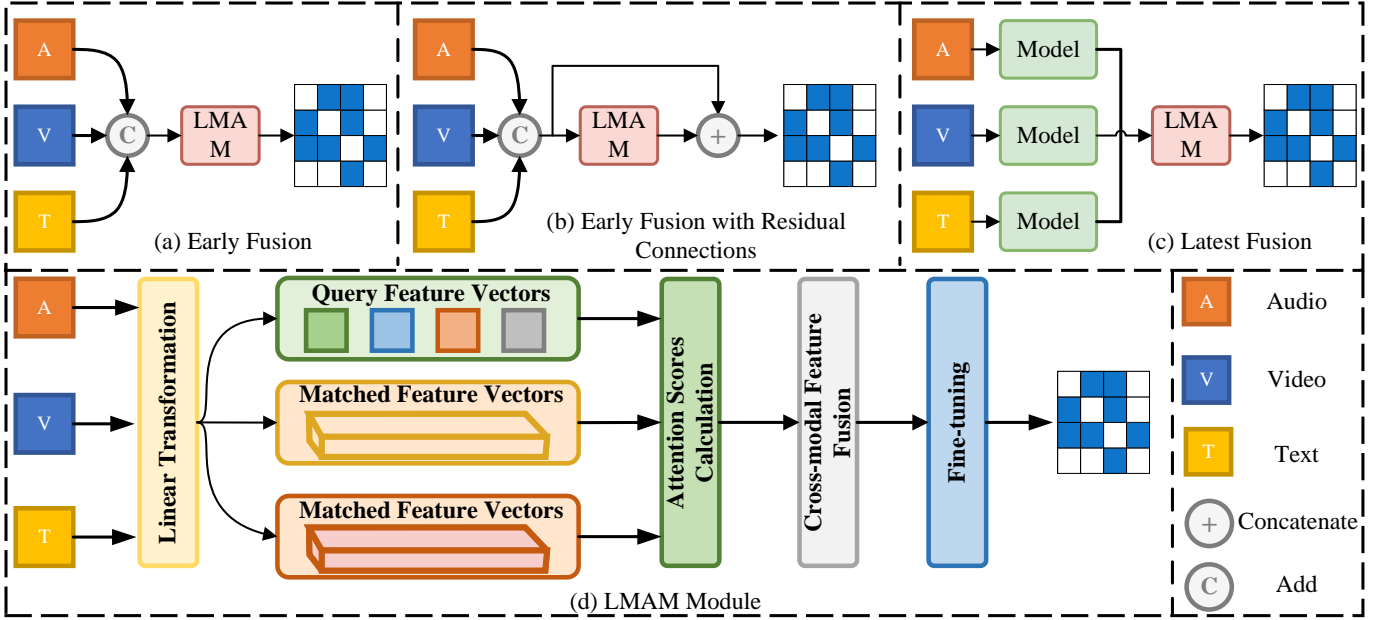 A
V
T
C
LMA
M
(a) Early Fusion
A
V
T
C
LMA
M
+
(b) Early Fusion with Residual
Connections
A
V
T
Model
Model
Model
LMA
M
(c) Latest Fusion
A
V
T
Linear Transformation
Query Feature Vectors
Matched Feature Vectors
Matched Feature Vectors
Attention Scores
Calculation
Cross-modal Feature
Fusion
Fine-tuning
(d) LMAM Module
A
Audio
V
Video
T
Text
+
Concatenate
C
Add